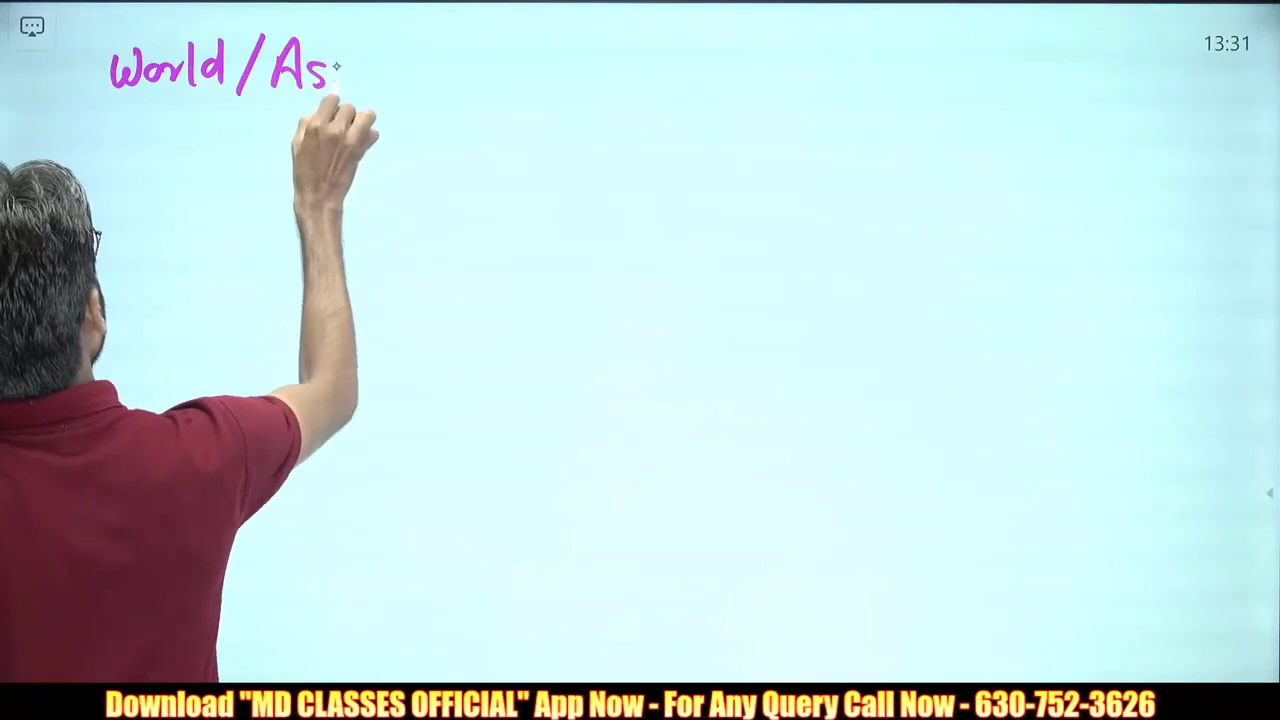 13:31
World/As
Download "MD CLASSES OFFICIAL" App Now - For Any Query Call Now - 630-752-3626